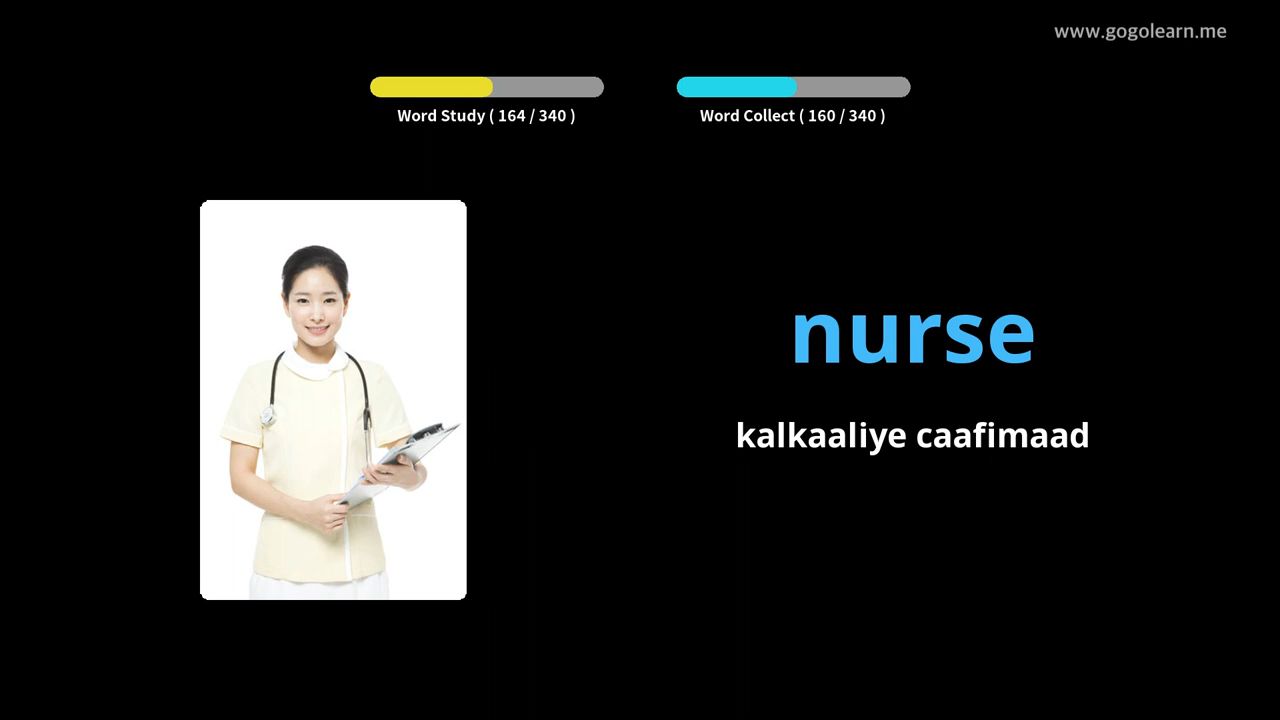 www.gogolearn.me
Word Study ( 164 / 340 )
Word Collect ( 160 / 340 )
nurse
kalkaaliye caafimaad